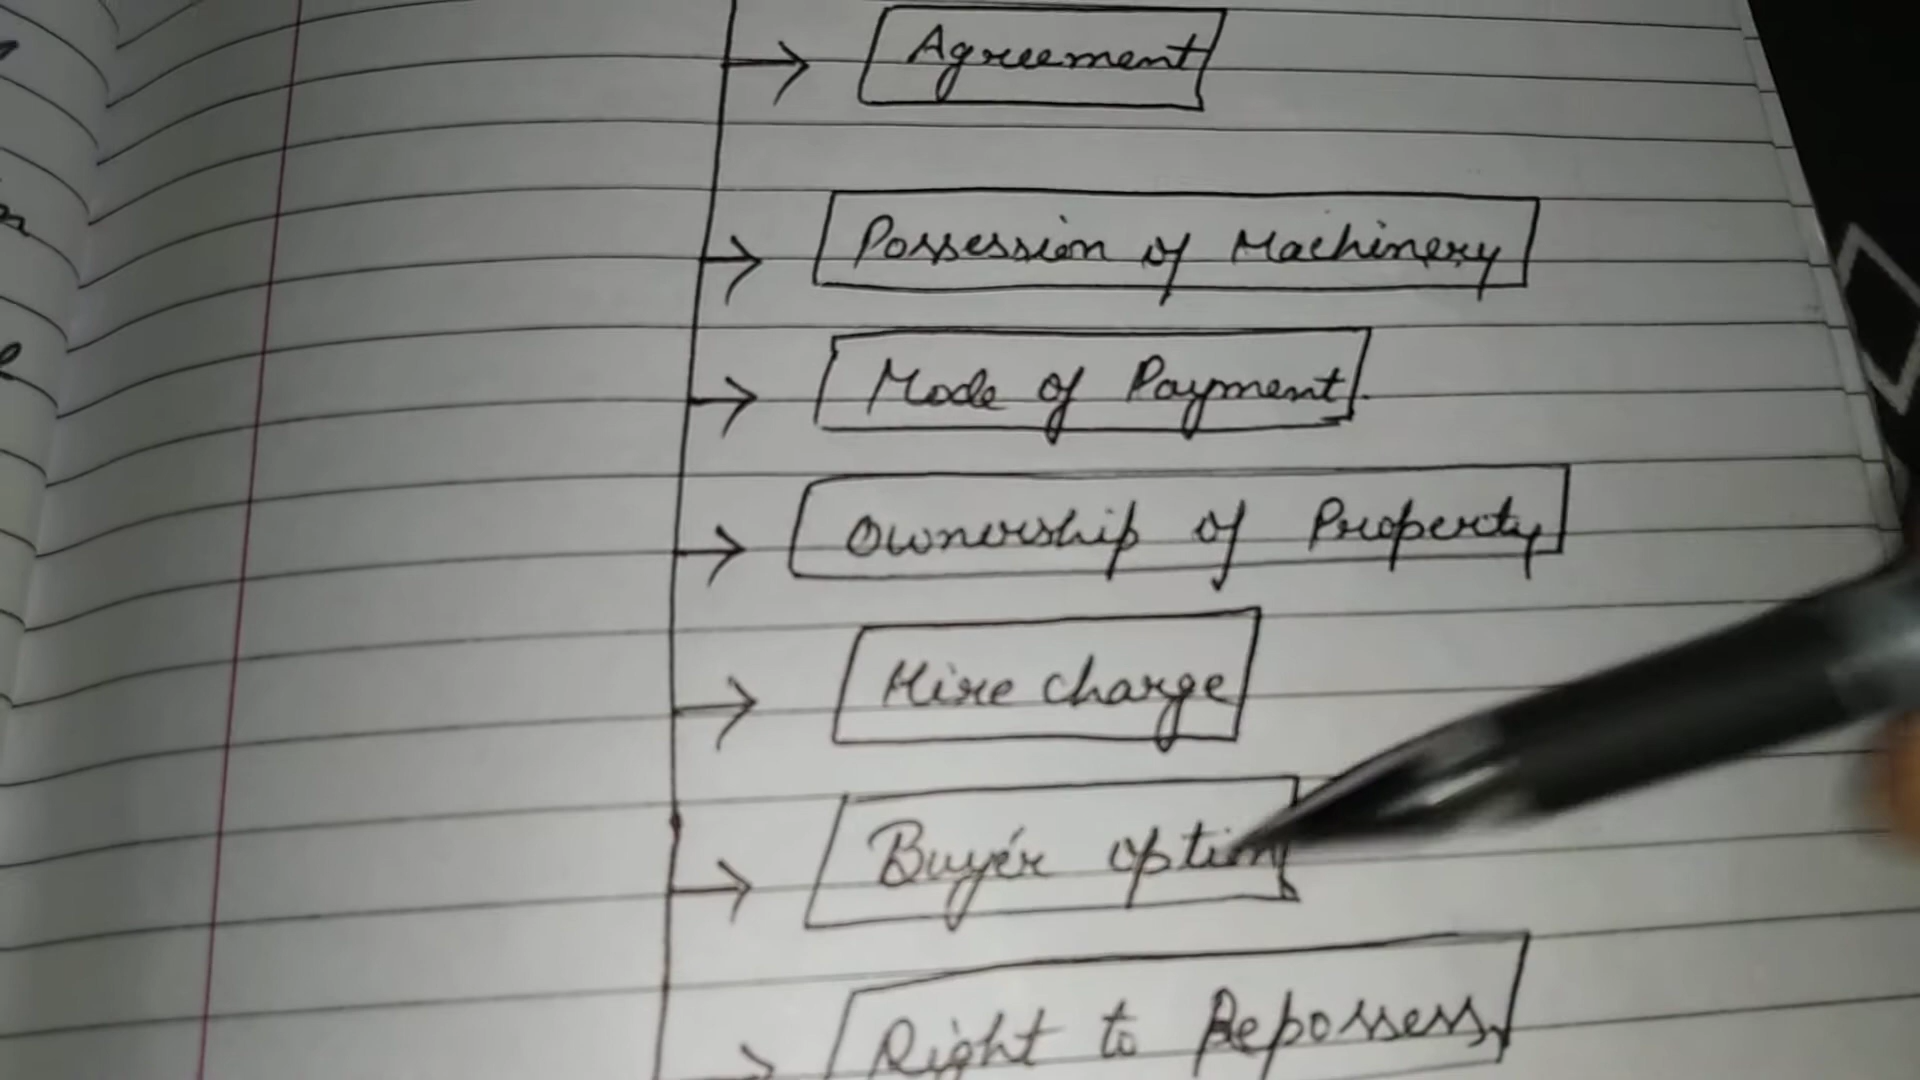 Agreement
Possession of Machinery
Mode of Payment
Ownership of Property
Hire charge
Buyer option
Right to Repossess